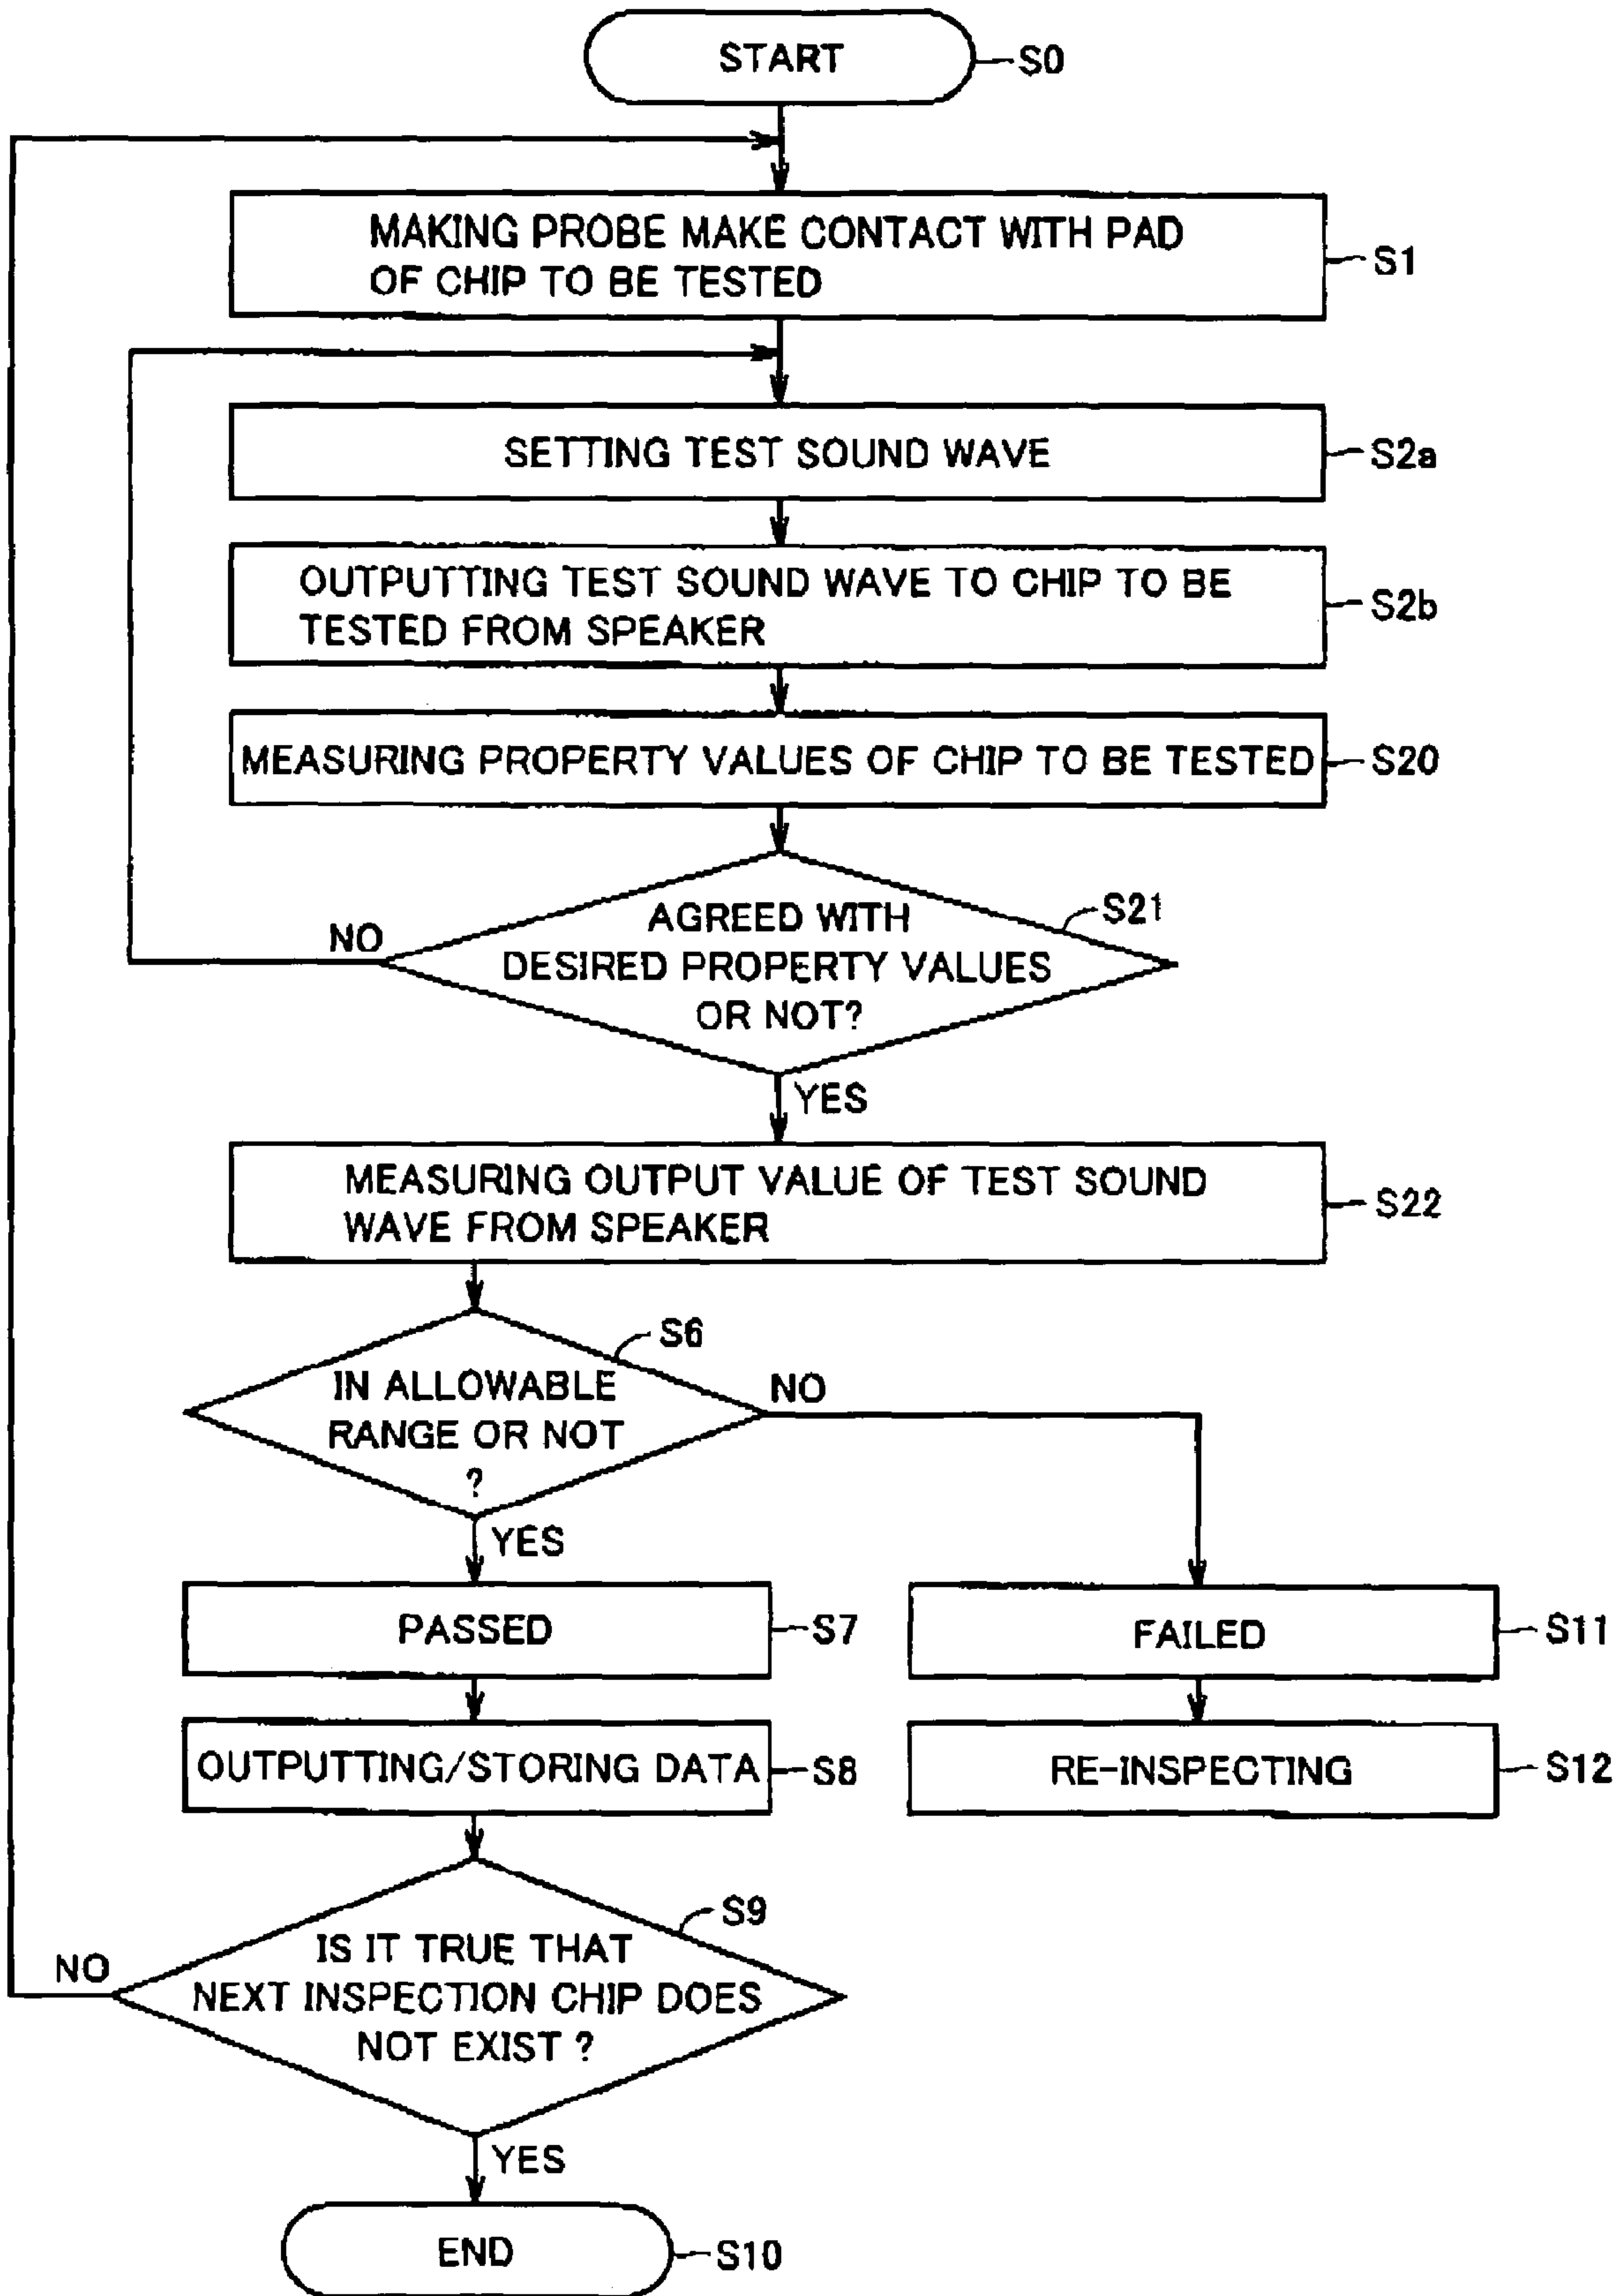 START
S0
MAKING PROBE MAKE CONTACT WITH PAD
OF CHIP TO BE TESTED
S1
SETTING TEST SOUND WAVE
S2a
OUTPUTTING TEST SOUND WAVE TO CHIP TO BE
TESTED FROM SPEAKER
S2b
MEASURING PROPERTY VALUES OF CHIP TO BE TESTED
S20
AGREED WITH
DESIRED PROPERTY VALUES
OR NOT?
S21
NO
YES
MEASURING OUTPUT VALUE OF TEST SOUND
WAVE FROM SPEAKER
S22
IN ALLOWABLE
RANGE OR NOT
?
S6
NO
YES
PASSED
S7
FAILED
S11
OUTPUTTING/STORING DATA
S8
RE-INSPECTING
S12
IS IT TRUE THAT
NEXT INSPECTION CHIP DOES
NOT EXIST ?
S9
NO
YES
END
S10